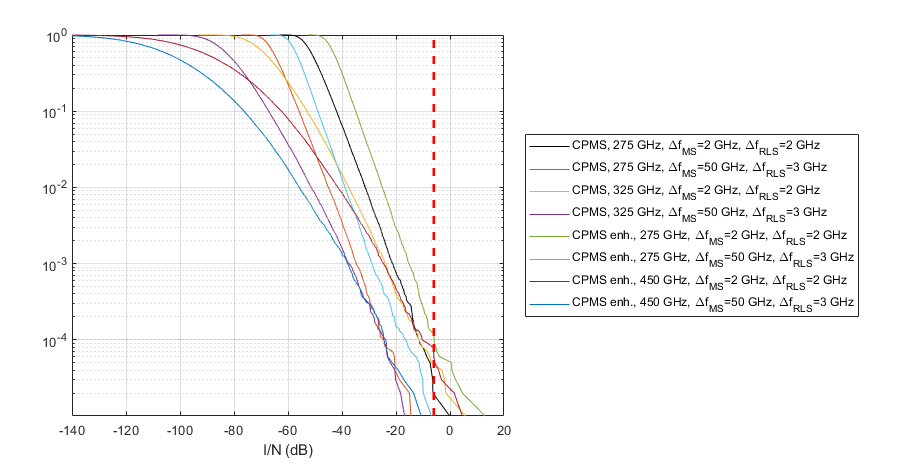 10^0
10^-1
10^-2
10^-3
10^-4
-140 -120 -100 -80 -60 -40 -20 0 20
I/N (dB)
CPMS, 275 GHz, Δf_MS=2 GHz, Δf_RLS=2 GHz
CPMS, 275 GHz, Δf_MS=50 GHz, Δf_RLS=3 GHz
CPMS, 325 GHz, Δf_MS=2 GHz, Δf_RLS=2 GHz
CPMS, 325 GHz, Δf_MS=50 GHz, Δf_RLS=3 GHz
CPMS enh., 275 GHz, Δf_MS=2 GHz, Δf_RLS=2 GHz
CPMS enh., 275 GHz, Δf_MS=50 GHz, Δf_RLS=3 GHz
CPMS enh., 450 GHz, Δf_MS=2 GHz, Δf_RLS=2 GHz
CPMS enh., 450 GHz, Δf_MS=50 GHz, Δf_RLS=3 GHz